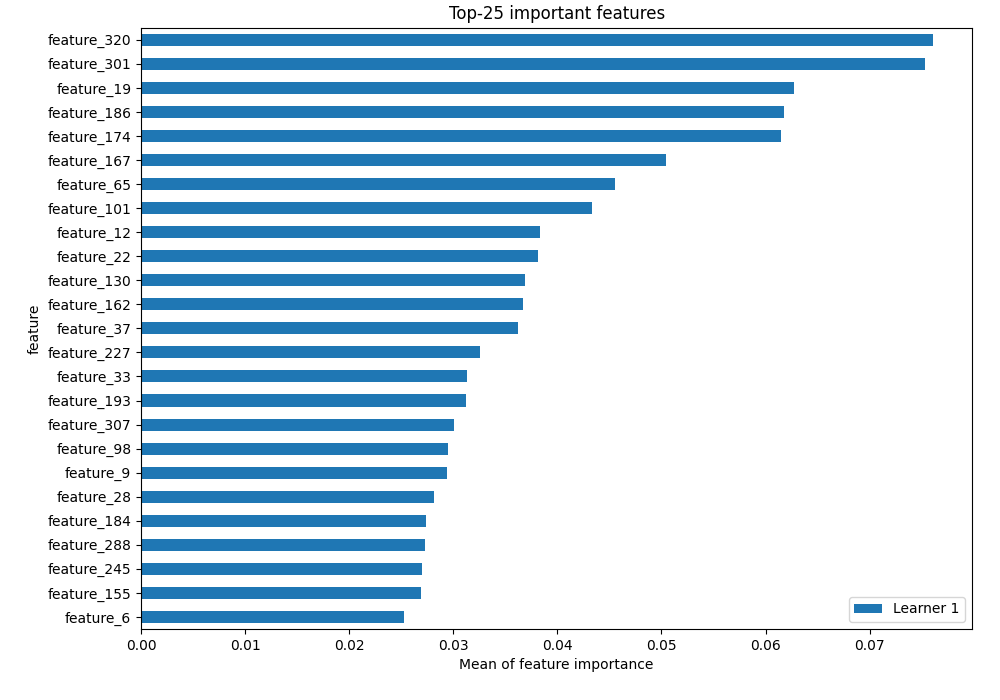 Top-25 important features
feature_320
feature_301
feature_19
feature_186
feature_174
feature_167
feature_65
feature_101
feature_12
feature_22
feature_130
feature_162
feature_37
feature_227
feature_33
feature_193
feature_307
feature_98
feature_9
feature_28
feature_184
feature_288
feature_245
feature_155
feature_6
feature
Learner 1
0.00 0.01 0.02 0.03 0.04 0.05 0.06 0.07
Mean of feature importance